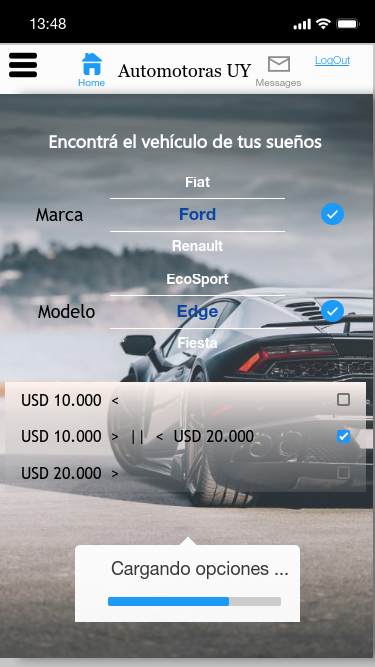 13:48
Automotoras UY
LogOut
Home
Messages
Encontrá el vehículo de tus sueños
Fiat
Marca Ford
Renault
EcoSport
Modelo Edge
Fiesta
USD 10.000 <
USD 10.000 > || < USD 20.000
USD 20.000 >
Cargando opciones ...